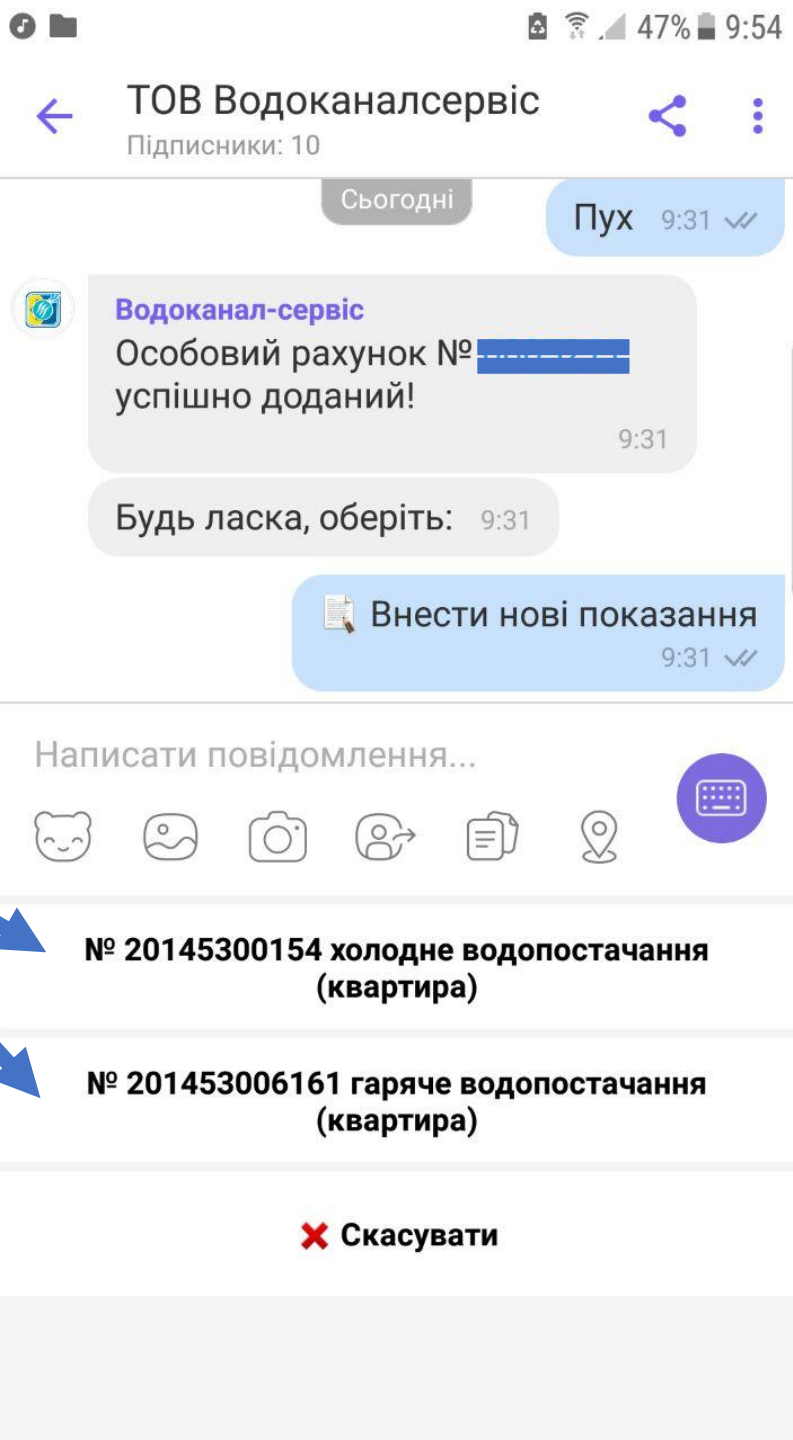 47% 9:54
ТОВ Водоканалсервіс
Підписники: 10
Сьогодні
Пух 9:31
Водоканал-сервіс
Особовий рахунок №
успішно доданий!
9:31
Будь ласка, оберіть: 9:31
Внести нові показання
9:31
Написати повідомлення...
№ 20145300154 холодне водопостачання
(квартира)
№ 201453006161 гаряче водопостачання
(квартира)
Скасувати